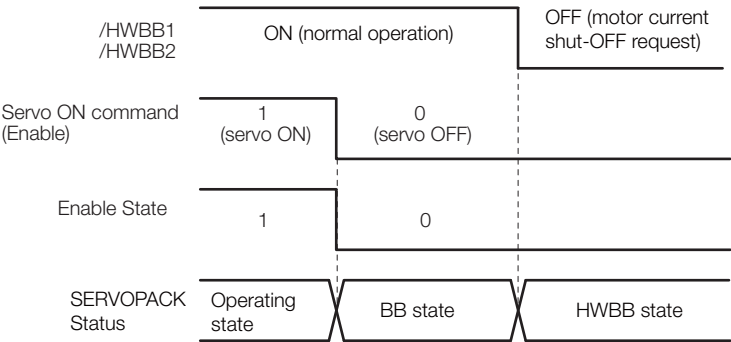 /HWBB1
/HWBB2
ON (normal operation)
OFF (motor current
shut-OFF request)
Servo ON command
(Enable)
1
(servo ON)
0
(servo OFF)
Enable State
1
0
SERVOPACK
Status
Operating
state
BB state
HWBB state